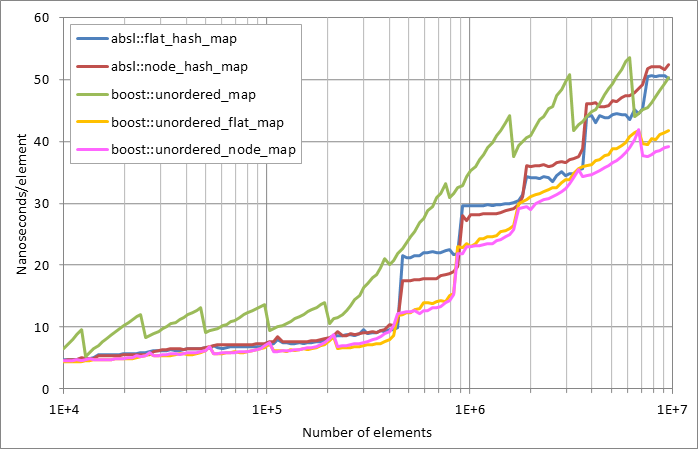 60
50
40
30
20
10
0
Nanoseconds/element
absl::flat_hash_map
absl::node_hash_map
boost::unordered_map
boost::unordered_flat_map
boost::unordered_node_map
1E+4 1E+5 1E+6 1E+7
Number of elements